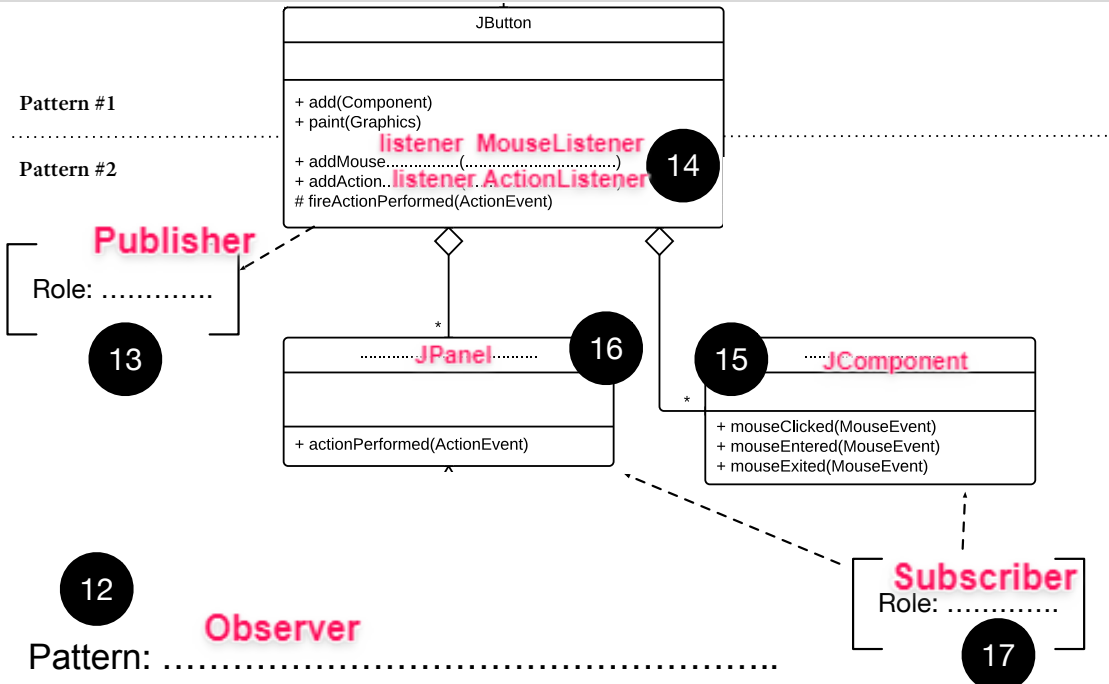 JButton
Pattern #1
+ add(Component)
+ paint(Graphics)
listener MouseListener
Pattern #2
+ addMouse..............(..............................)
14
+ addAction..listener.ActionListener
# fireActionPerformed(ActionEvent)
Publisher
Role: .............
13
*
*
JPanel
16
15
JComponent
+ actionPerformed(ActionEvent)
+ mouseClicked(MouseEvent)
+ mouseEntered(MouseEvent)
+ mouseExited(MouseEvent)
12
Subscriber
Role: .............
17
Observer
Pattern: ......................................................